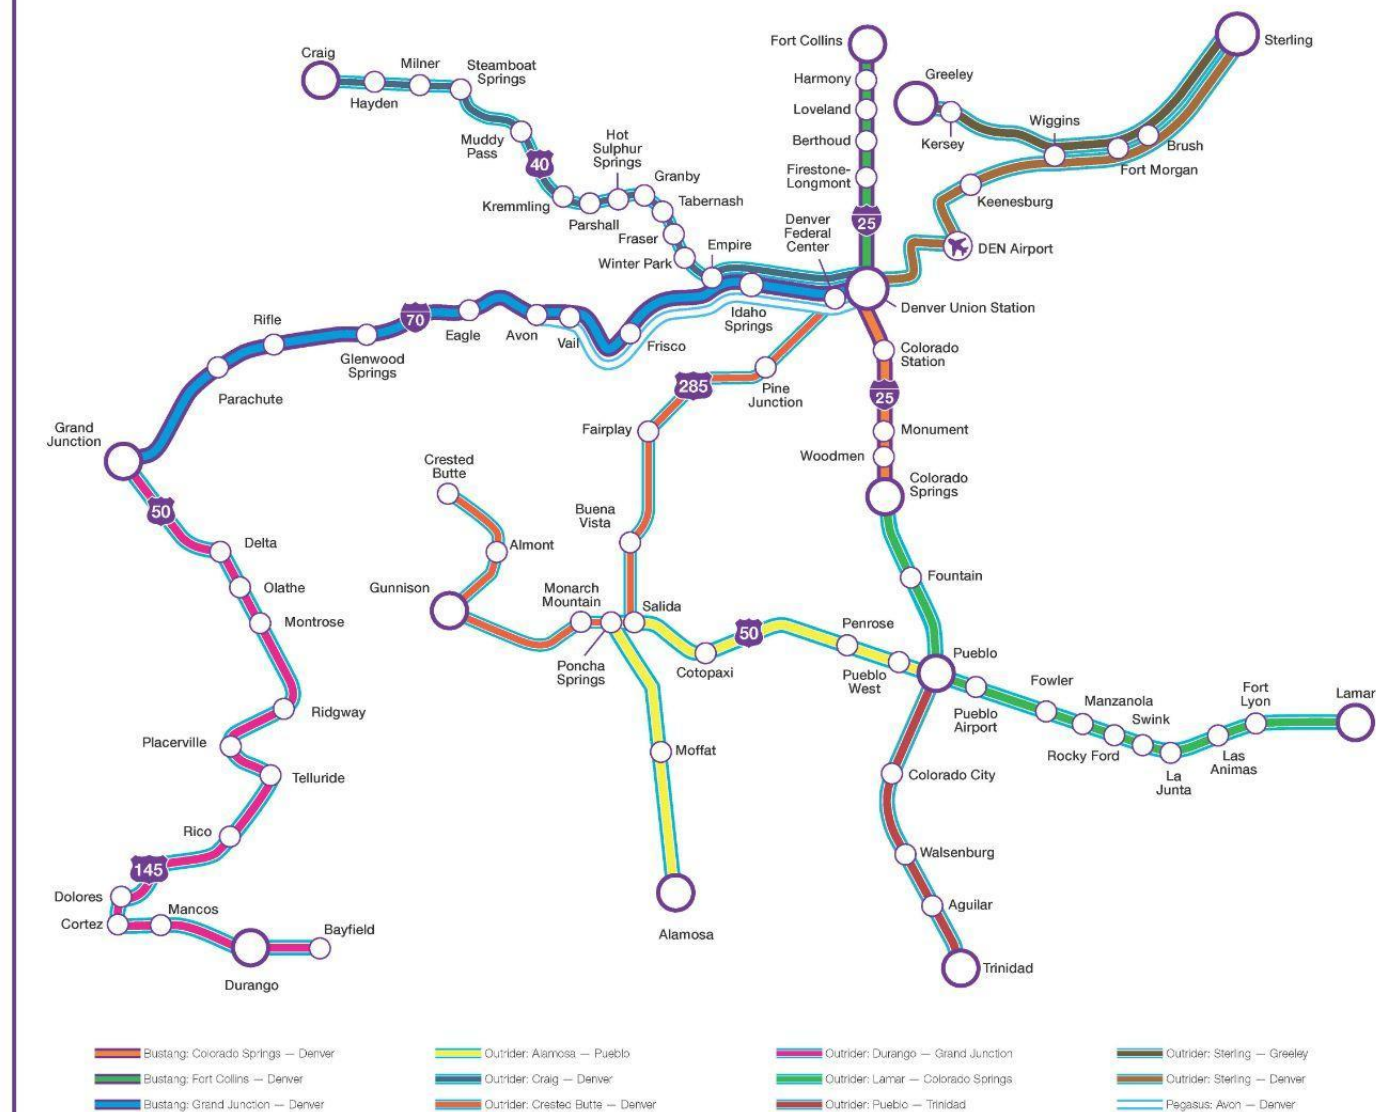 Craig
Hayden
Milner
Steamboat
Springs
Muddy
Pass
40
Kremmling
Parshall
Hot
Sulphur
Springs
Granby
Tabernash
Fraser
Winter Park
Empire
Denver
Federal
Center
Fort Collins
Harmony
Loveland
Berthoud
Firestone-
Longmont
25
Greeley
Kersey
Wiggins
Fort Morgan
Brush
Sterling
Keenesburg
DEN Airport
Denver Union Station
Idaho
Springs
Frisco
Vail
Avon
Eagle
70
Glenwood
Springs
Rifle
Parachute
Grand
Junction
50
Delta
Olathe
Montrose
Ridgway
Placerville
Telluride
Rico
145
Dolores
Cortez
Mancos
Durango
Bayfield
Pine
Junction
285
Fairplay
Buena
Vista
Crested
Butte
Almont
Gunnison
Monarch
Mountain
Poncha
Springs
Salida
Cotopaxi
50
Penrose
Pueblo
West
Moffat
Alamosa
Colorado
Station
25
Monument
Woodmen
Colorado
Springs
Fountain
Pueblo
Pueblo
Airport
Fowler
Manzanola
Rocky Ford
Swink
La
Junta
Las
Animas
Fort
Lyon
Lamar
Colorado City
Walsenburg
Aguilar
Trinidad
Bustang: Colorado Springs — Denver
Bustang: Fort Collins — Denver
Bustang: Grand Junction — Denver
Outrider: Alamosa — Pueblo
Outrider: Craig — Denver
Outrider: Crested Butte — Denver
Outrider: Durango — Grand Junction
Outrider: Lamar — Colorado Springs
Outrider: Pueblo — Trinidad
Outrider: Sterling — Greeley
Outrider: Sterling — Denver
Pegasus: Avon — Denver